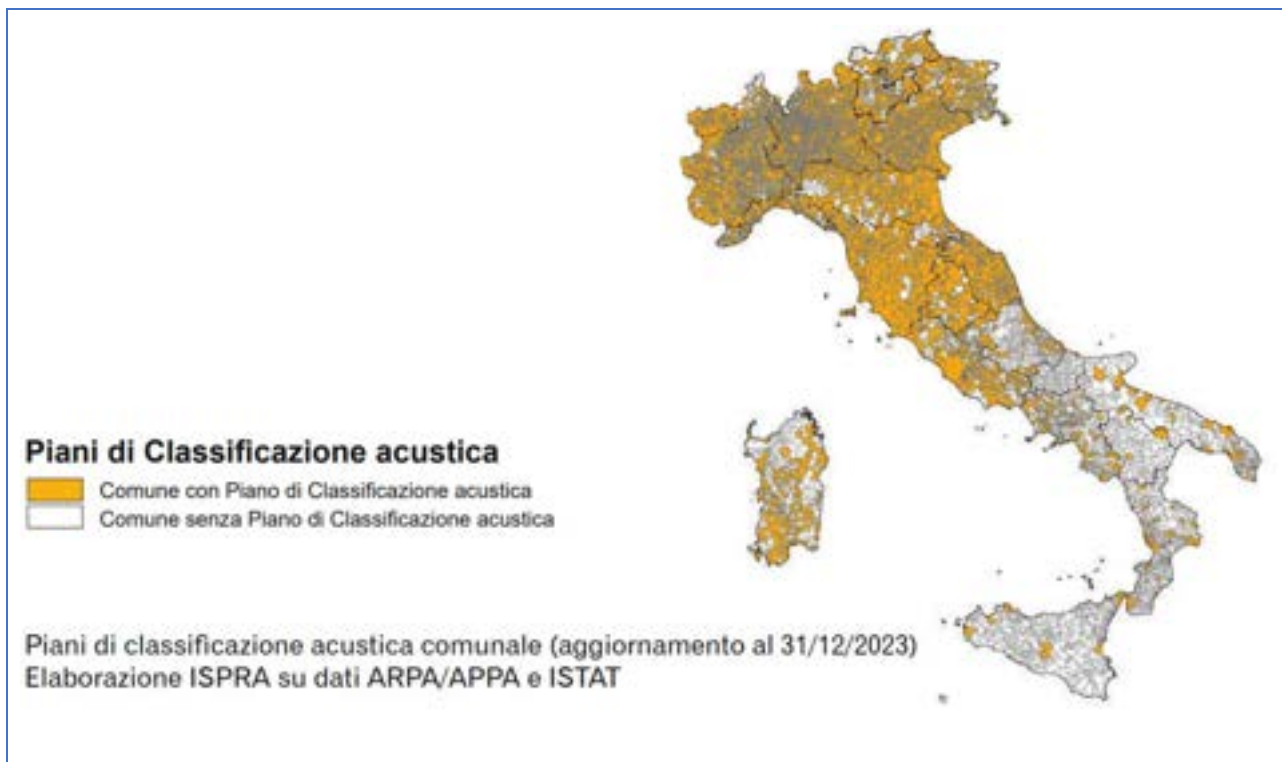 Piani di Classificazione acustica
Comune con Piano di Classificazione acustica
Comune senza Piano di Classificazione acustica
Piani di classificazione acustica comunale (aggiornamento al 31/12/2023)
Elaborazione ISPRA su dati ARPA/APPA e ISTAT